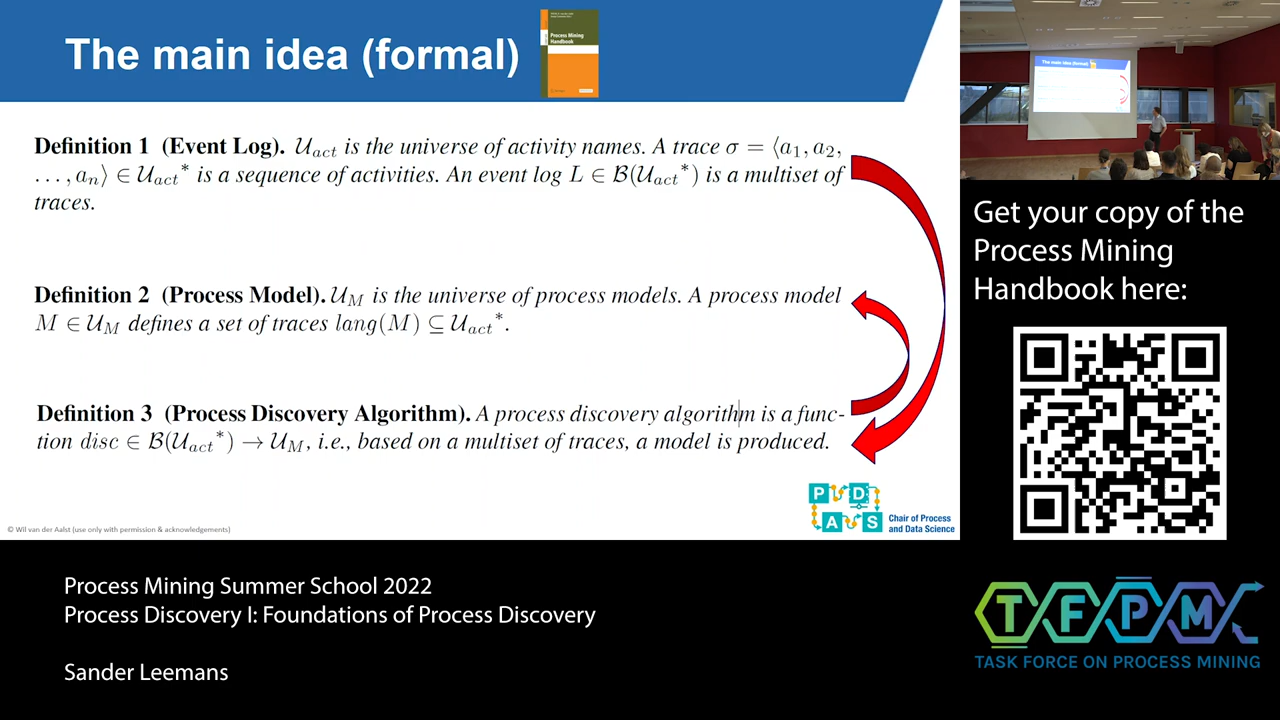 The main idea (formal)
Process Mining
Handbook
Definition 1 (Event Log). 𝒰act is the universe of activity names. A trace σ = ⟨a1, a2,
…, an⟩ ∈ 𝒰act* is a sequence of activities. An event log L ∈ ℬ(𝒰act*) is a multiset of
traces.
Definition 2 (Process Model). 𝒰M is the universe of process models. A process model
M ∈ 𝒰M defines a set of traces lang(M) ⊆ 𝒰act*.
Definition 3 (Process Discovery Algorithm). A process discovery algorithm is a func-
tion disc ∈ ℬ(𝒰act*) → 𝒰M, i.e., based on a multiset of traces, a model is produced.
© Wil van der Aalst (use only with permission & acknowledgements)
P D
A S
Chair of Process
and Data Science
The main idea (formal)
Get your copy of the
Process Mining
Handbook here:
Process Mining Summer School 2022
Process Discovery I: Foundations of Process Discovery
Sander Leemans
TFPM
TASK FORCE ON PROCESS MINING